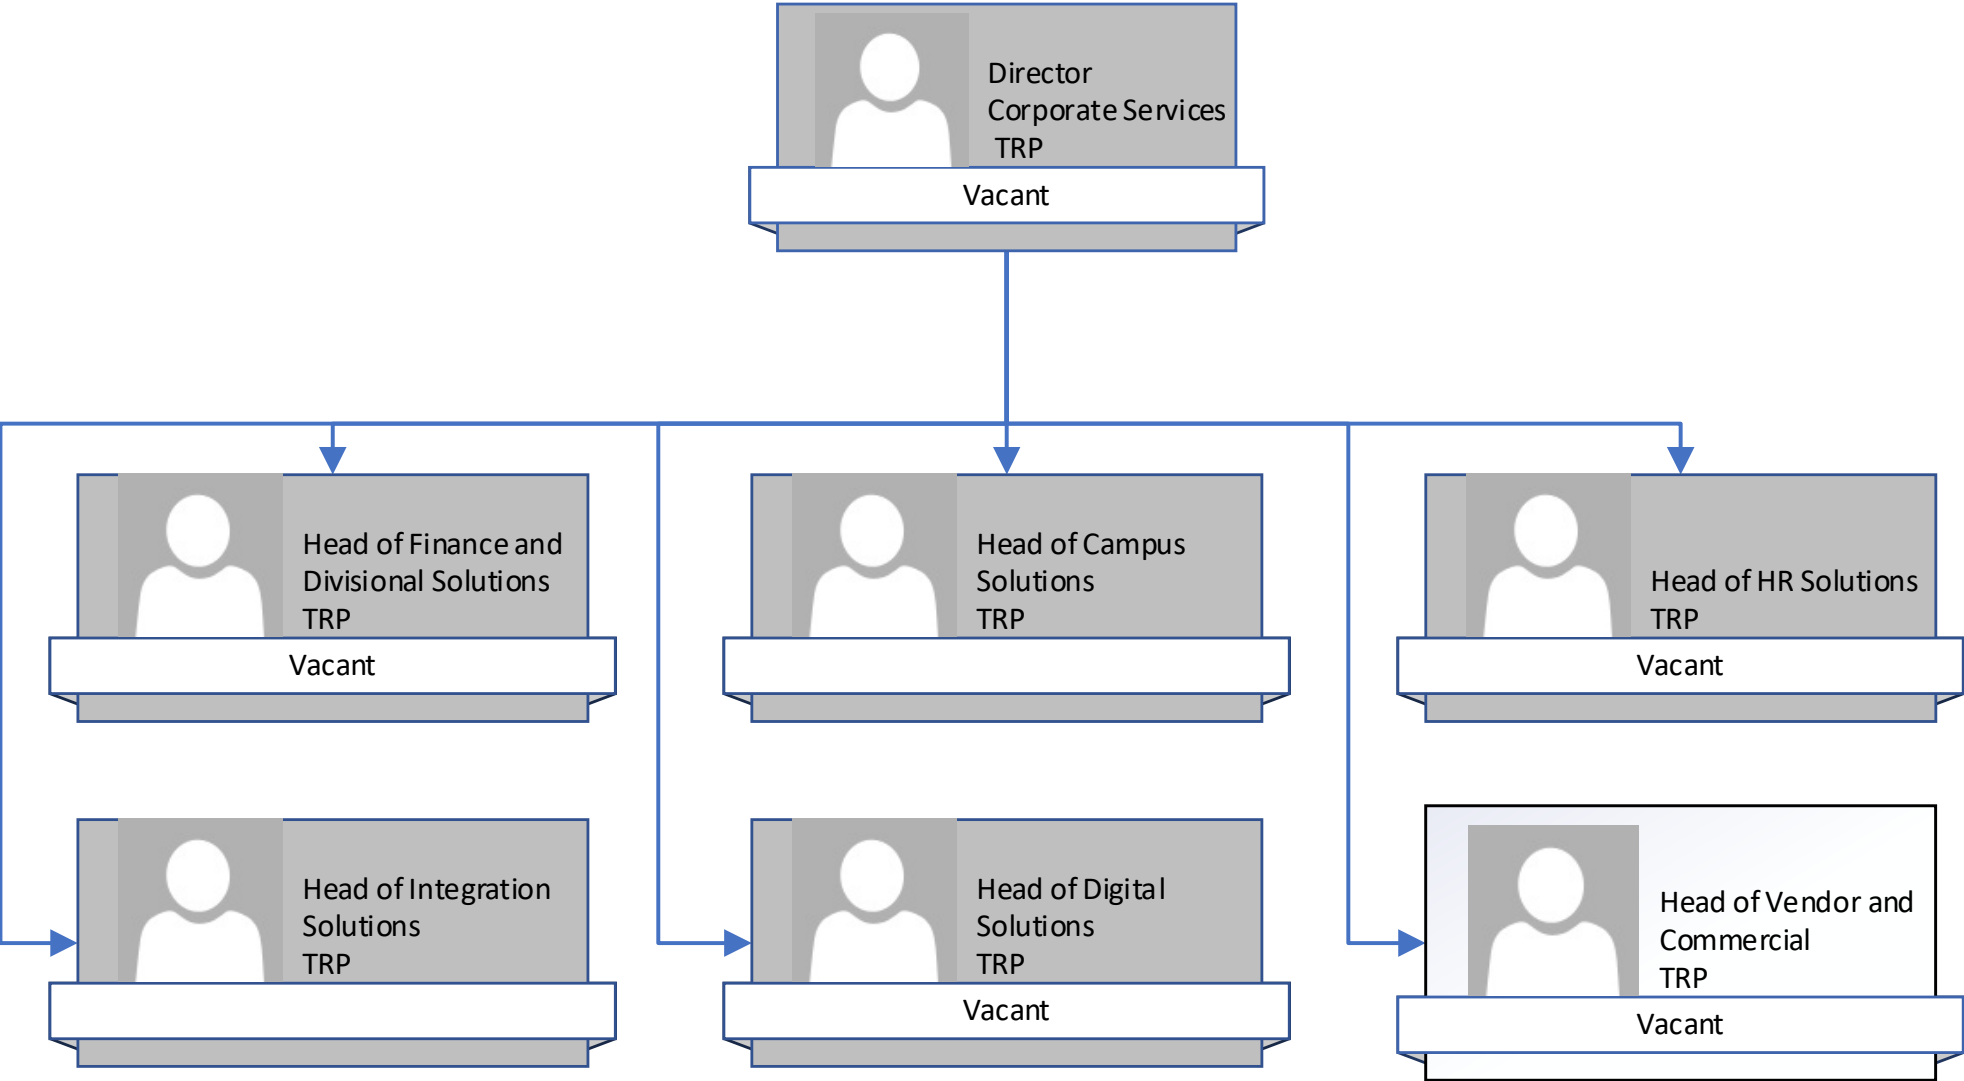 Director
Corporate Services
TRP
Vacant
Head of Finance and
Divisional Solutions
TRP
Vacant
Head of Campus
Solutions
TRP
Head of HR Solutions
TRP
Vacant
Head of Integration
Solutions
TRP
Head of Digital
Solutions
TRP
Vacant
Head of Vendor and
Commercial
TRP
Vacant